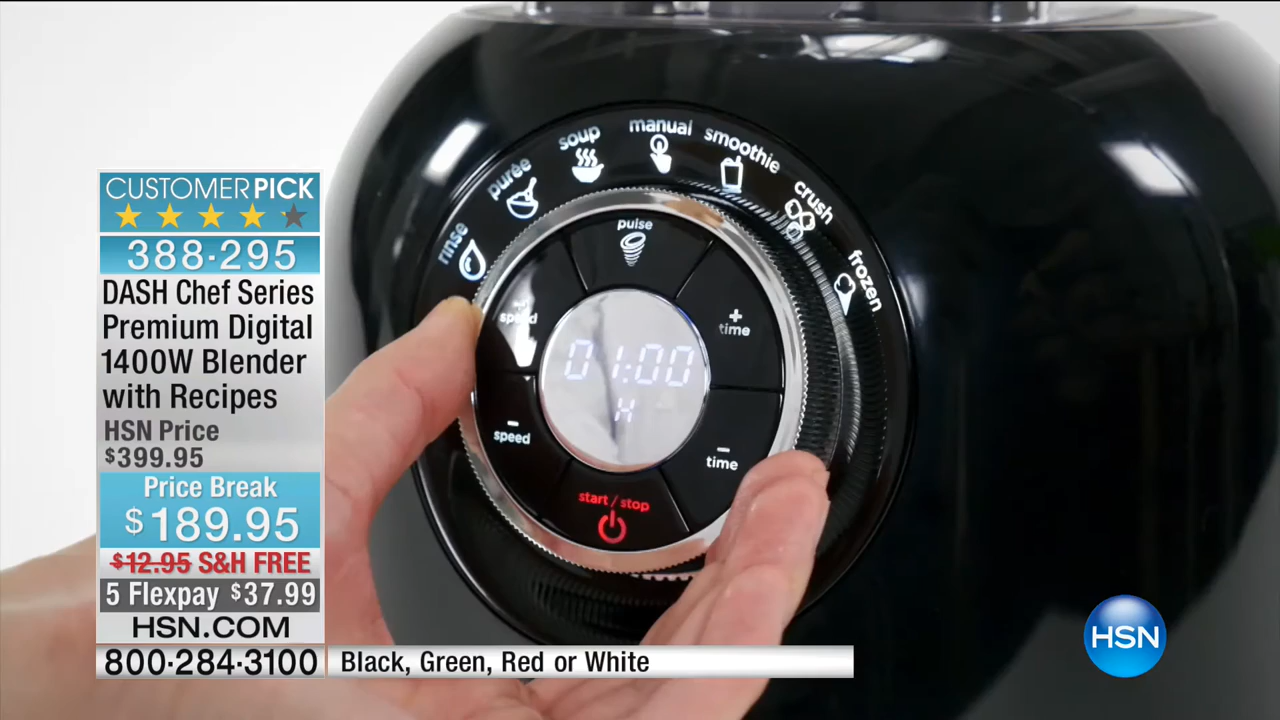 CUSTOMER PICK
388-295
DASH Chef Series
Premium Digital
1400W Blender
with Recipes
HSN Price
$399.95
Price Break
$189.95
$12.95 S&H FREE
5 Flexpay $37.99
HSN.COM
800-284-3100
Black, Green, Red or White
rinse
purée
soup
manual
smoothie
crush
frozen
pulse
+
speed
+
time
01:00
H
-
speed
-
time
start/stop
HSN